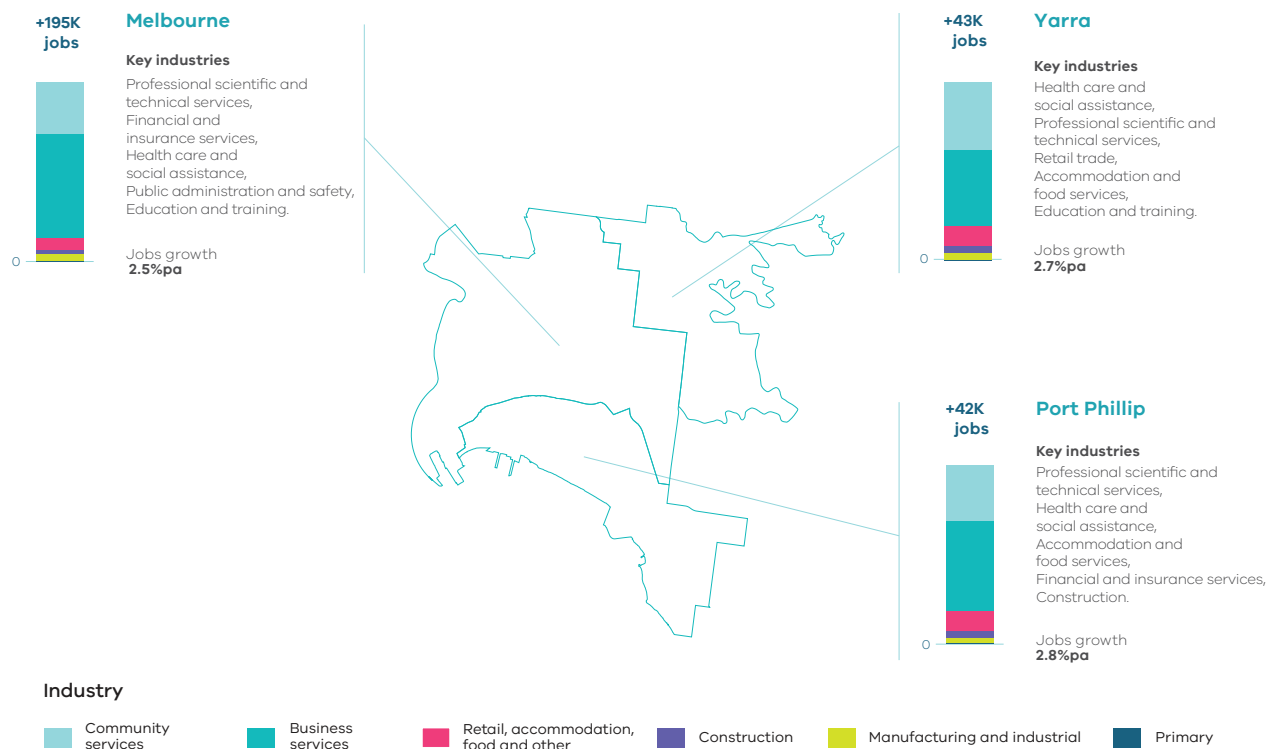 +195K
jobs
Melbourne
Key industries
Professional scientific and
technical services,
Financial and
insurance services,
Health care and
social assistance,
Public administration and safety,
Education and training.
Jobs growth
2.5%pa
0
+43K
jobs
Yarra
Key industries
Health care and
social assistance,
Professional scientific and
technical services,
Retail trade,
Accommodation and
food services,
Education and training.
Jobs growth
2.7%pa
0
+42K
jobs
Port Phillip
Key industries
Professional scientific and
technical services,
Health care and
social assistance,
Accommodation and
food services,
Financial and insurance services,
Construction.
Jobs growth
2.8%pa
0
Industry
Community
services
Business
services
Retail, accommodation,
food and other
Construction
Manufacturing and industrial
Primary